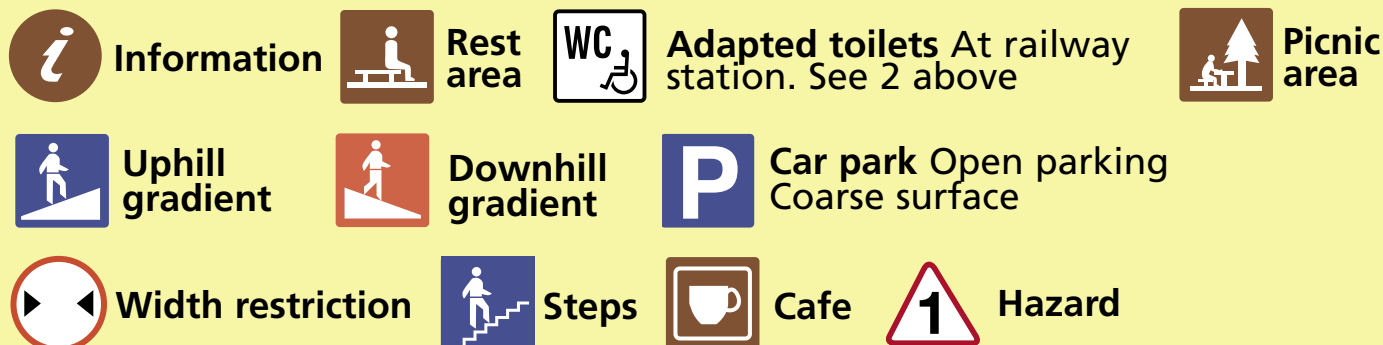 i Information
Rest
area
WC
Adapted toilets At railway
station. See 2 above
Picnic
area
Uphill
gradient
Downhill
gradient
P
Car park Open parking
Coarse surface
Width restriction
Steps
Cafe
1
Hazard